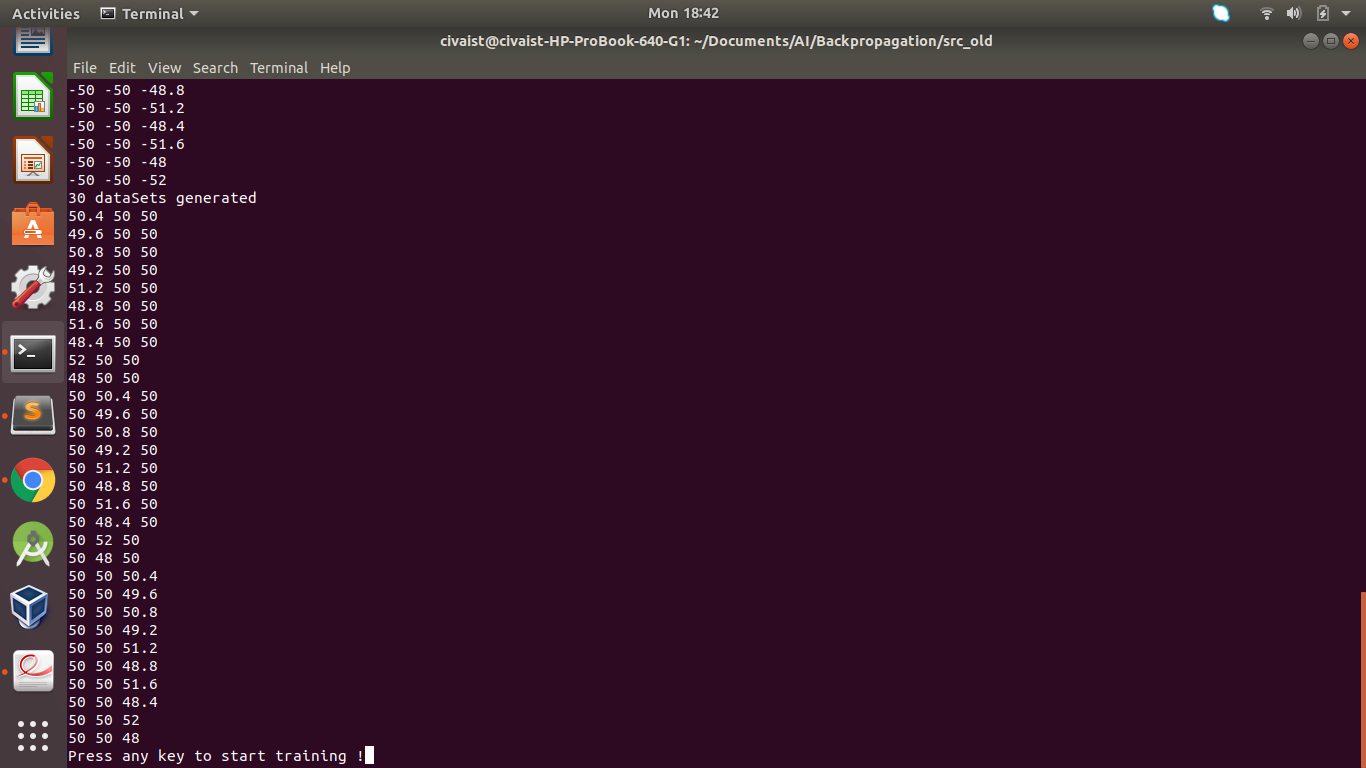 Activities Terminal Mon 18:42
civaist@civaist-HP-ProBook-640-G1: ~/Documents/AI/Backpropagation/src_old
File Edit View Search Terminal Help
-50 -50 -48.8
-50 -50 -51.2
-50 -50 -48.4
-50 -50 -51.6
-50 -50 -48
-50 -50 -52
30 dataSets generated
50.4 50 50
49.6 50 50
50.8 50 50
49.2 50 50
51.2 50 50
48.8 50 50
51.6 50 50
48.4 50 50
52 50 50
48 50 50
50 50.4 50
50 49.6 50
50 50.8 50
50 49.2 50
50 51.2 50
50 48.8 50
50 51.6 50
50 48.4 50
50 52 50
50 48 50
50 50 50.4
50 50 49.6
50 50 50.8
50 50 49.2
50 50 51.2
50 50 48.8
50 50 51.6
50 50 48.4
50 50 52
50 50 48
Press any key to start training !